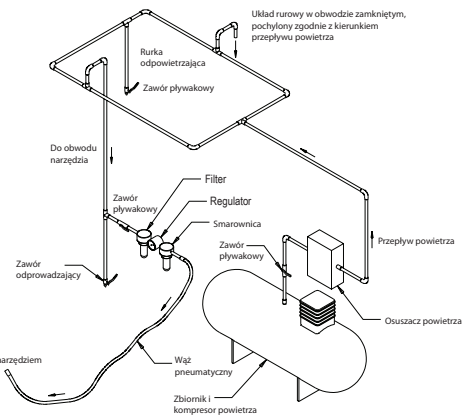 Układ rurowy w obwodzie zamkniętym,
pochylony zgodnie z kierunkiem
przepływu powietrza
Rurka
odpowietrzająca
Zawór pływakowy
Do obwodu
narzędzia
Zawór
pływakowy
Filter
Regulator
Smarownica
Zawór
pływakowy
Przepływ powietrza
Zawór
odprowadzający
Osuszacz powietrza
narzędziem
Wąż
pneumatyczny
Zbiornik i
kompresor powietrza